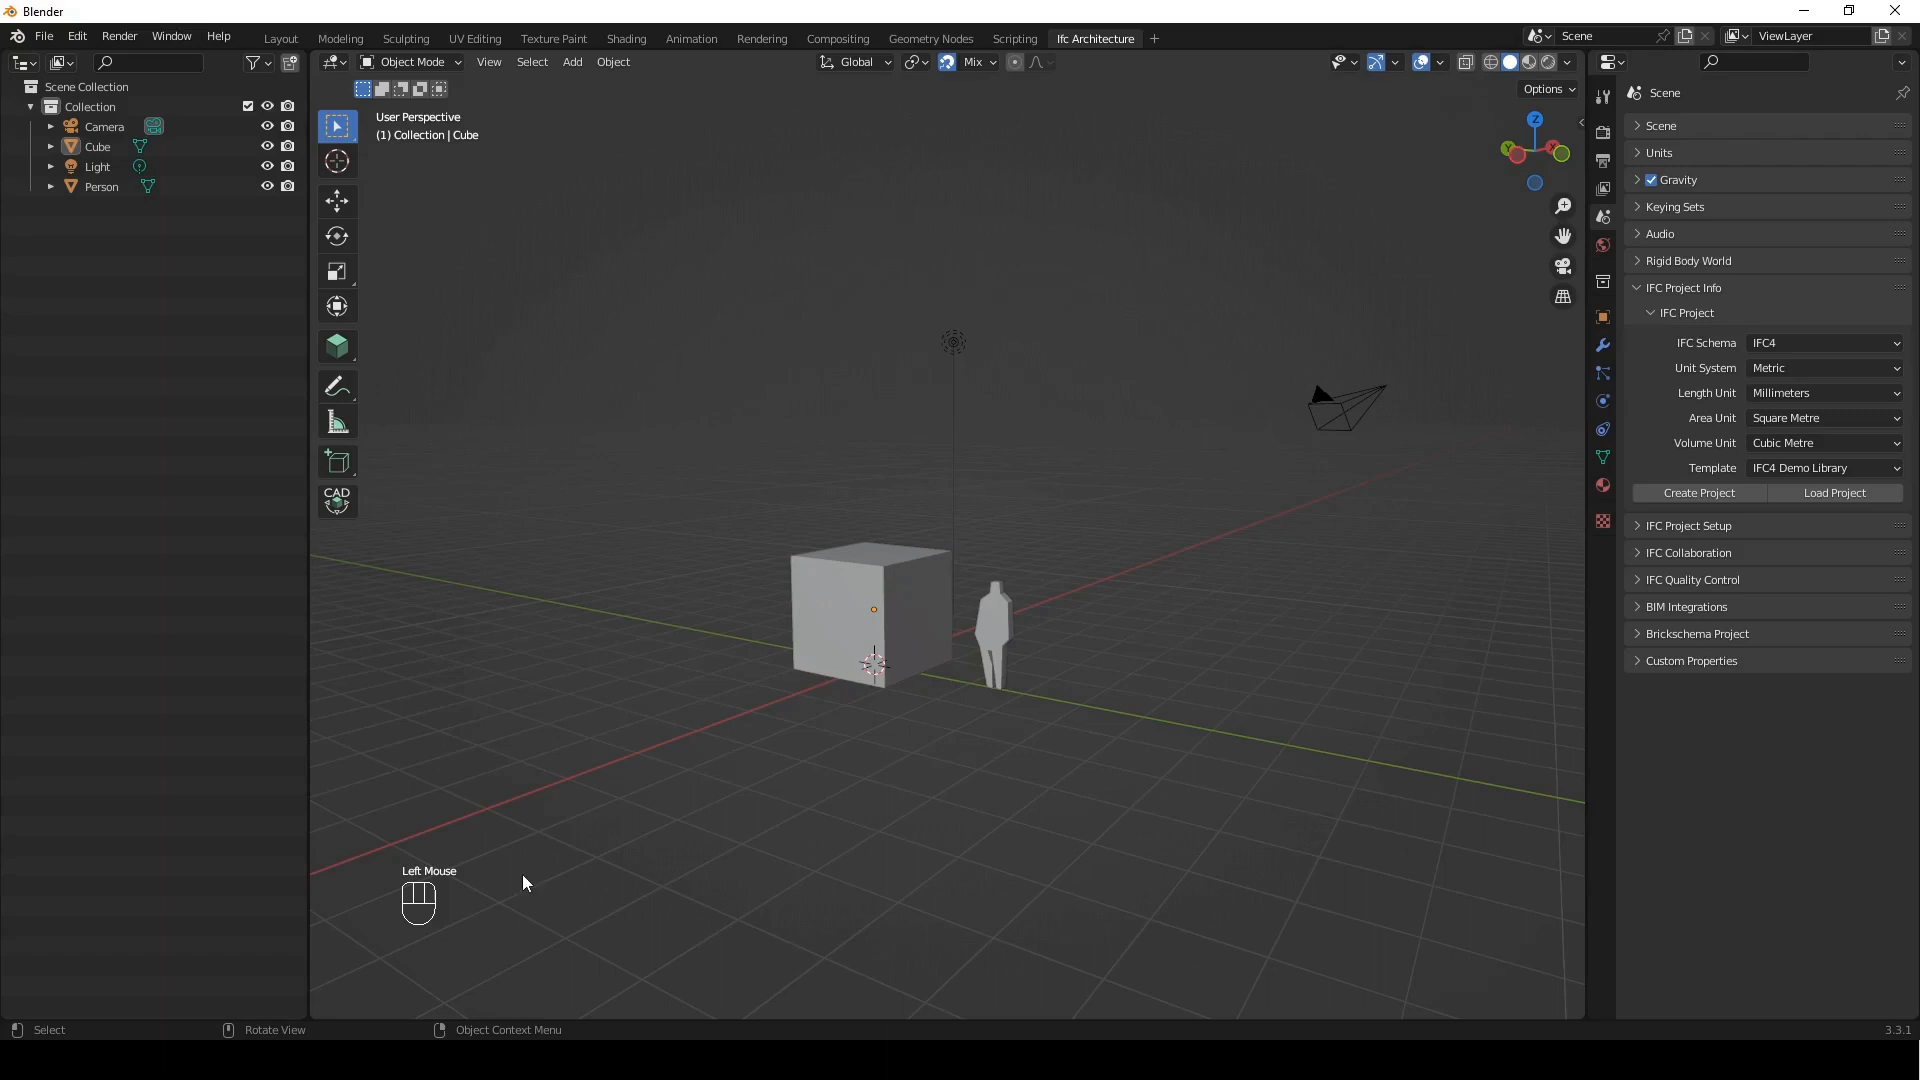 Blender
File Edit Render Window Help Layout Modeling Sculpting UV Editing Texture Paint Shading Animation Rendering Compositing Geometry Nodes Scripting Ifc Architecture + Scene ViewLayer
Object Mode View Select Add Object Global Mix
Options
Scene Collection
Collection
Camera
Cube
Light
Person
User Perspective
(1) Collection | Cube
CAD
Z
Y
X
Left Mouse
Scene
Scene
Units
Gravity
Keying Sets
Audio
Rigid Body World
IFC Project Info
IFC Project
IFC Schema IFC4
Unit System Metric
Length Unit Millimeters
Area Unit Square Metre
Volume Unit Cubic Metre
Template IFC4 Demo Library
Create Project Load Project
IFC Project Setup
IFC Collaboration
IFC Quality Control
BIM Integrations
Brickschema Project
Custom Properties
Select Rotate View Object Context Menu 3.3.1